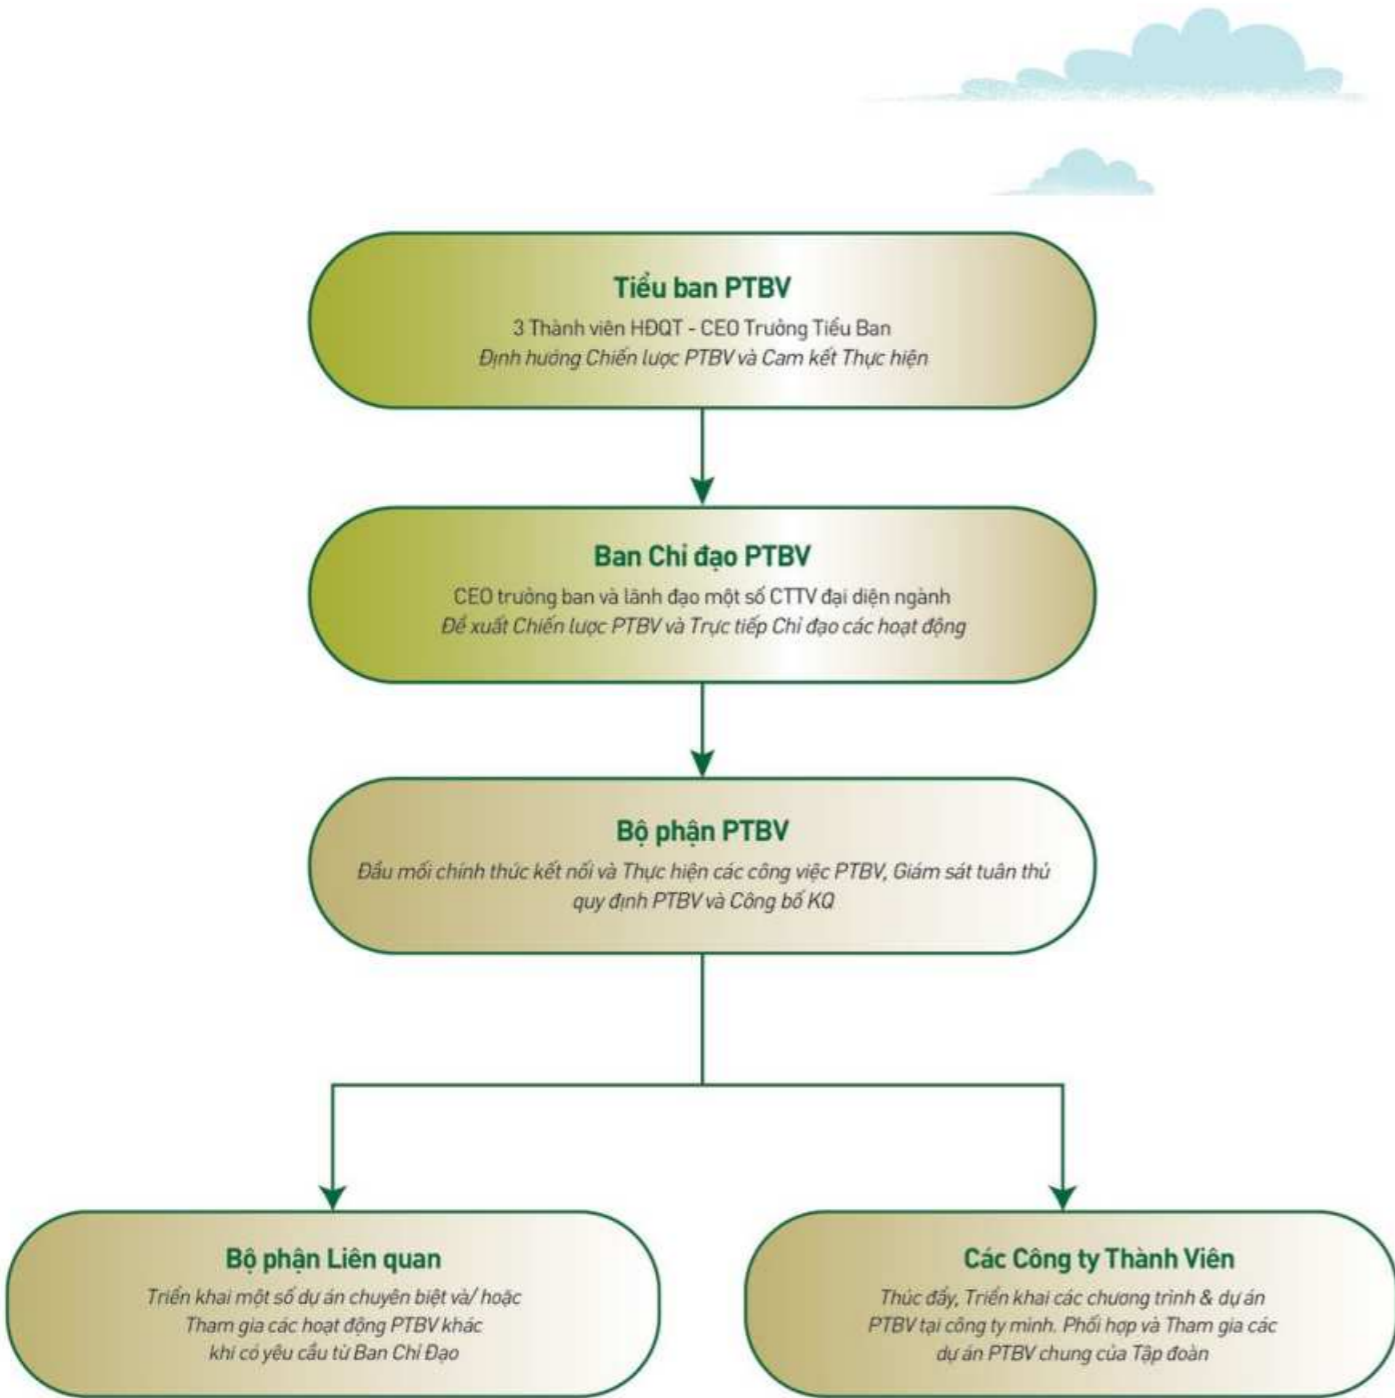 Tiểu ban PTBV
3 Thành viên HĐQT - CEO Trưởng Tiểu Ban
Định hướng Chiến lược PTBV và Cam kết Thực hiện
Ban Chỉ đạo PTBV
CEO trưởng ban và lãnh đạo một số CTTV đại diện ngành
Đề xuất Chiến lược PTBV và Trực tiếp Chỉ đạo các hoạt động
Bộ phận PTBV
Đầu mối chính thức kết nối và Thực hiện các công việc PTBV, Giám sát tuân thủ
quy định PTBV và Công bố KQ
Bộ phận Liên quan
Triển khai một số dự án chuyên biệt và/ hoặc
Tham gia các hoạt động PTBV khác
khi có yêu cầu từ Ban Chỉ Đạo
Các Công ty Thành Viên
Thúc đẩy, Triển khai các chương trình & dự án
PTBV tại công ty mình. Phối hợp và Tham gia các
dự án PTBV chung của Tập đoàn